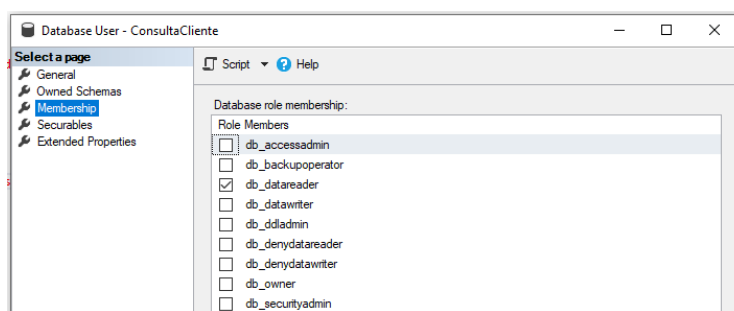 Database User - ConsultaCliente
Select a page
General
Owned Schemas
Membership
Securables
Extended Properties
Script
Help
Database role membership:
Role Members
db_accessadmin
db_backupoperator
db_datareader
db_datawriter
db_ddladmin
db_denydatareader
db_denydatawriter
db_owner
db_securityadmin